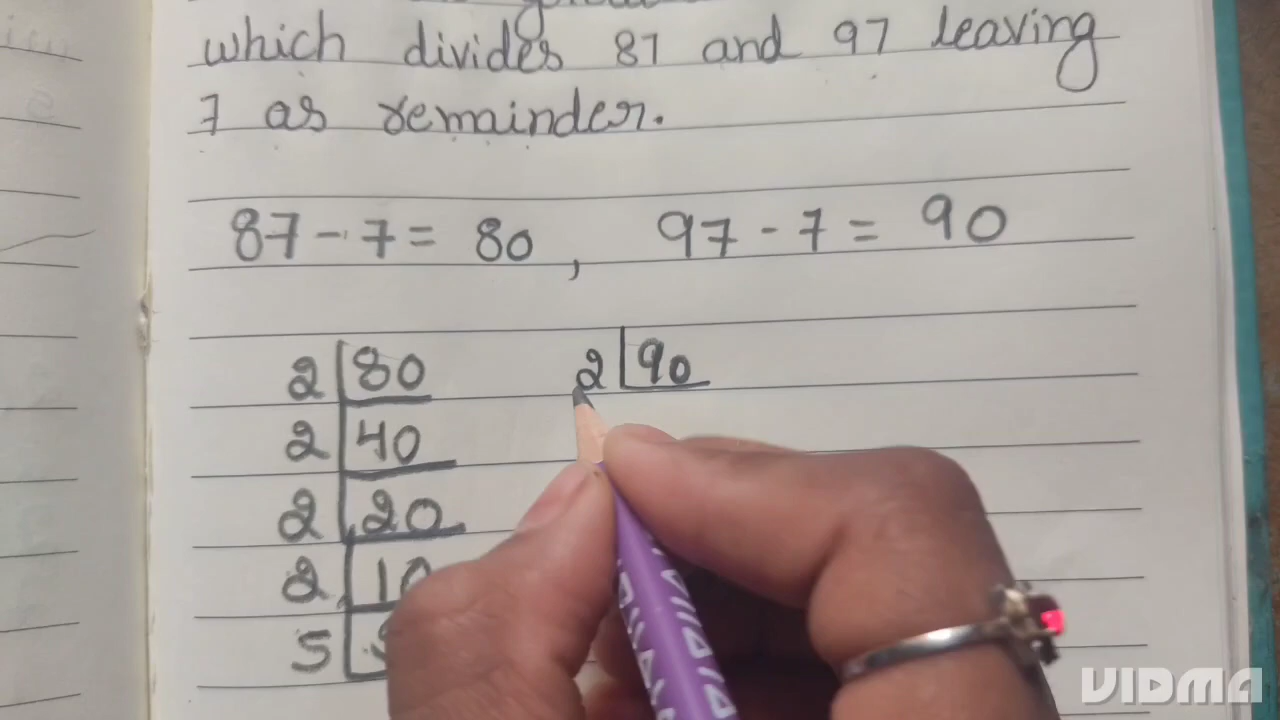 which divides 87 and 97 leaving
7 as remainder.
87 - 7 = 80 , 97 - 7 = 90
2 80 2 90
2 40
2 20
2 10
5
VIDMA